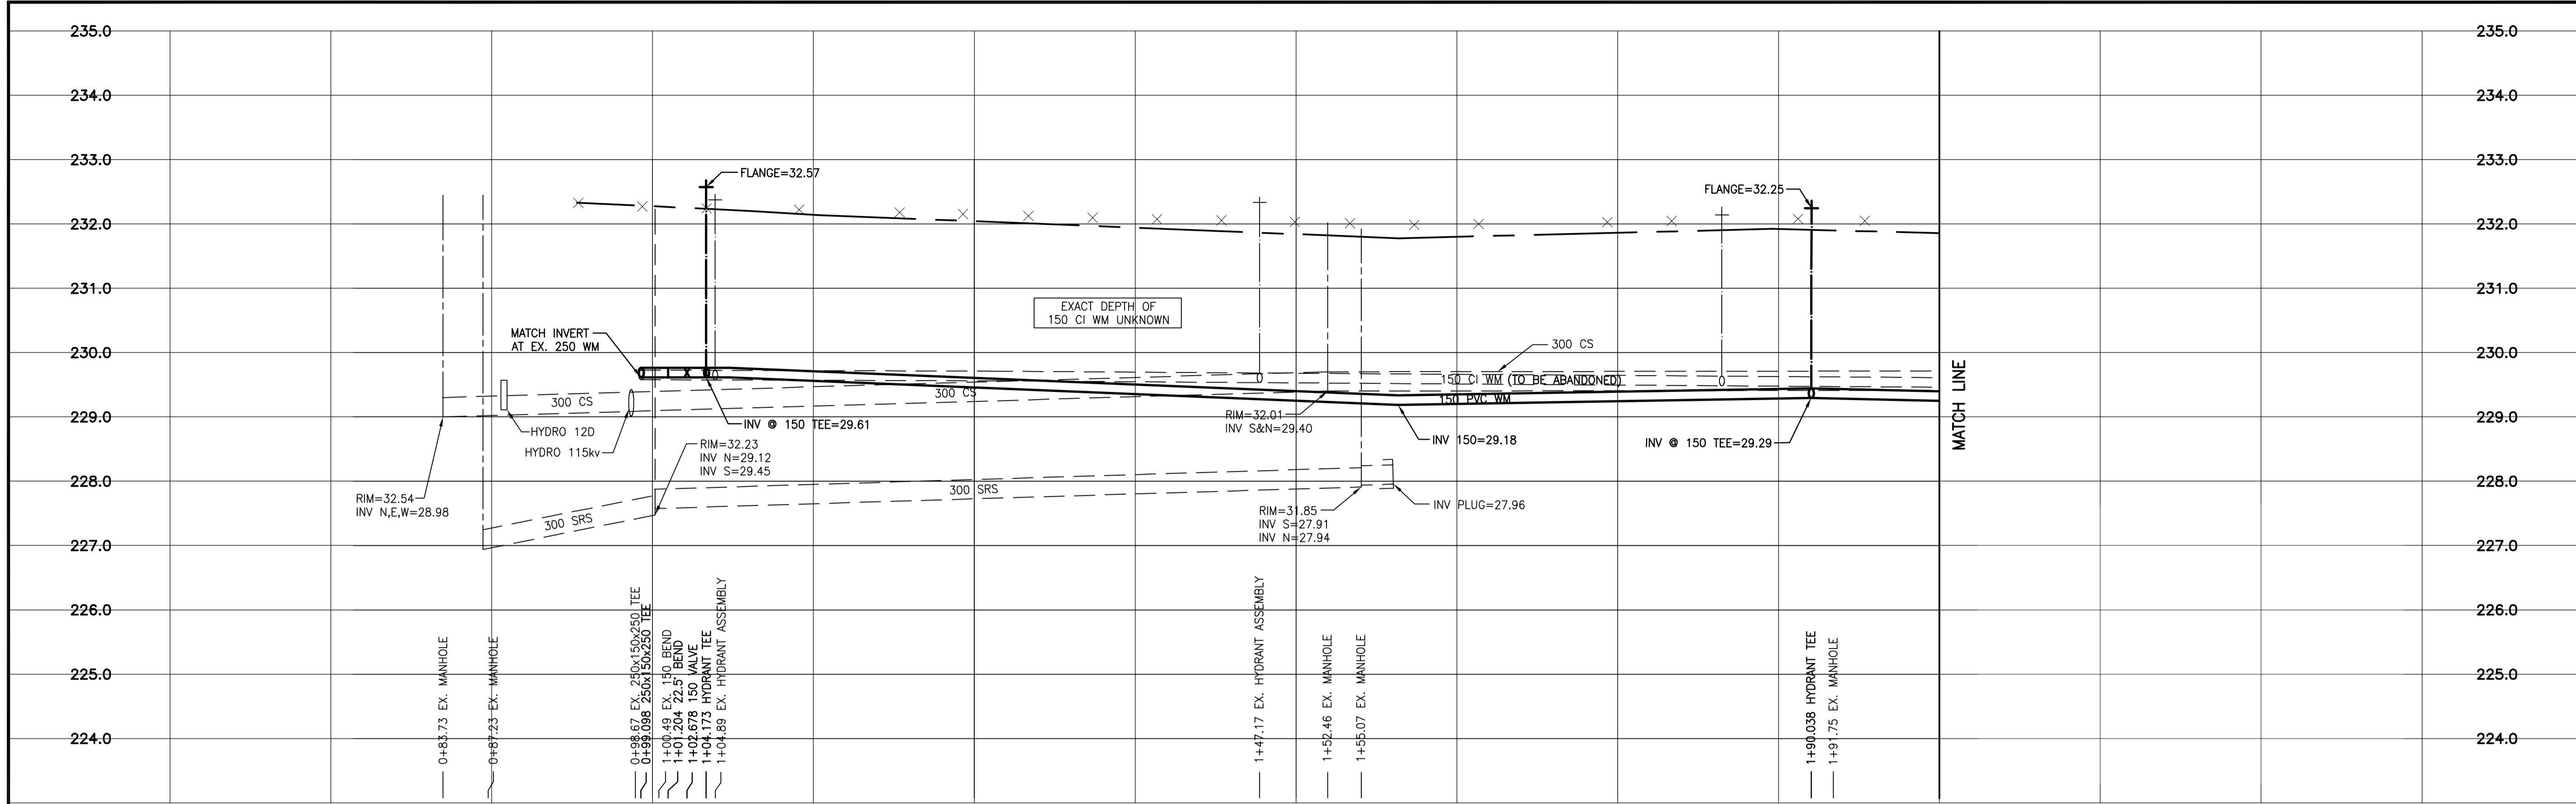 235.0
235.0
234.0
234.0
233.0
233.0
FLANGE=32.57
FLANGE=32.25
232.0
232.0
231.0
231.0
EXACT DEPTH OF
150 CI WM UNKNOWN
MATCH INVERT
AT EX. 250 WM
300 CS
230.0
230.0
150 CI WM (TO BE ABANDONED)
300 CS
300 CS
150 PVC WM
229.0
229.0
MATCH LINE
HYDRO 12D
HYDRO 115kv
INV @ 150 TEE=29.61
RIM=32.01
INV S&N=29.40
INV 150=29.18
INV @ 150 TEE=29.29
RIM=32.23
INV N=29.12
INV S=29.45
228.0
228.0
RIM=32.54
INV N,E,W=28.98
300 SRS
300 SRS
RIM=31.85
INV S=27.91
INV N=27.94
INV PLUG=27.96
227.0
227.0
226.0
226.0
225.0
225.0
224.0
224.0
0+83.73 EX. MANHOLE
0+87.23 EX. MANHOLE
0+98.67 EX. 250x150x250 TEE
0+99.098 250x150x250 TEE
1+00.49 EX. 150 BEND
1+01.204 22.5° BEND
1+02.678 150 VALVE
1+04.173 HYDRANT TEE
1+04.89 EX. HYDRANT ASSEMBLY
1+47.17 EX. HYDRANT ASSEMBLY
1+52.46 EX. MANHOLE
1+55.07 EX. MANHOLE
1+90.038 HYDRANT TEE
1+91.75 EX. MANHOLE